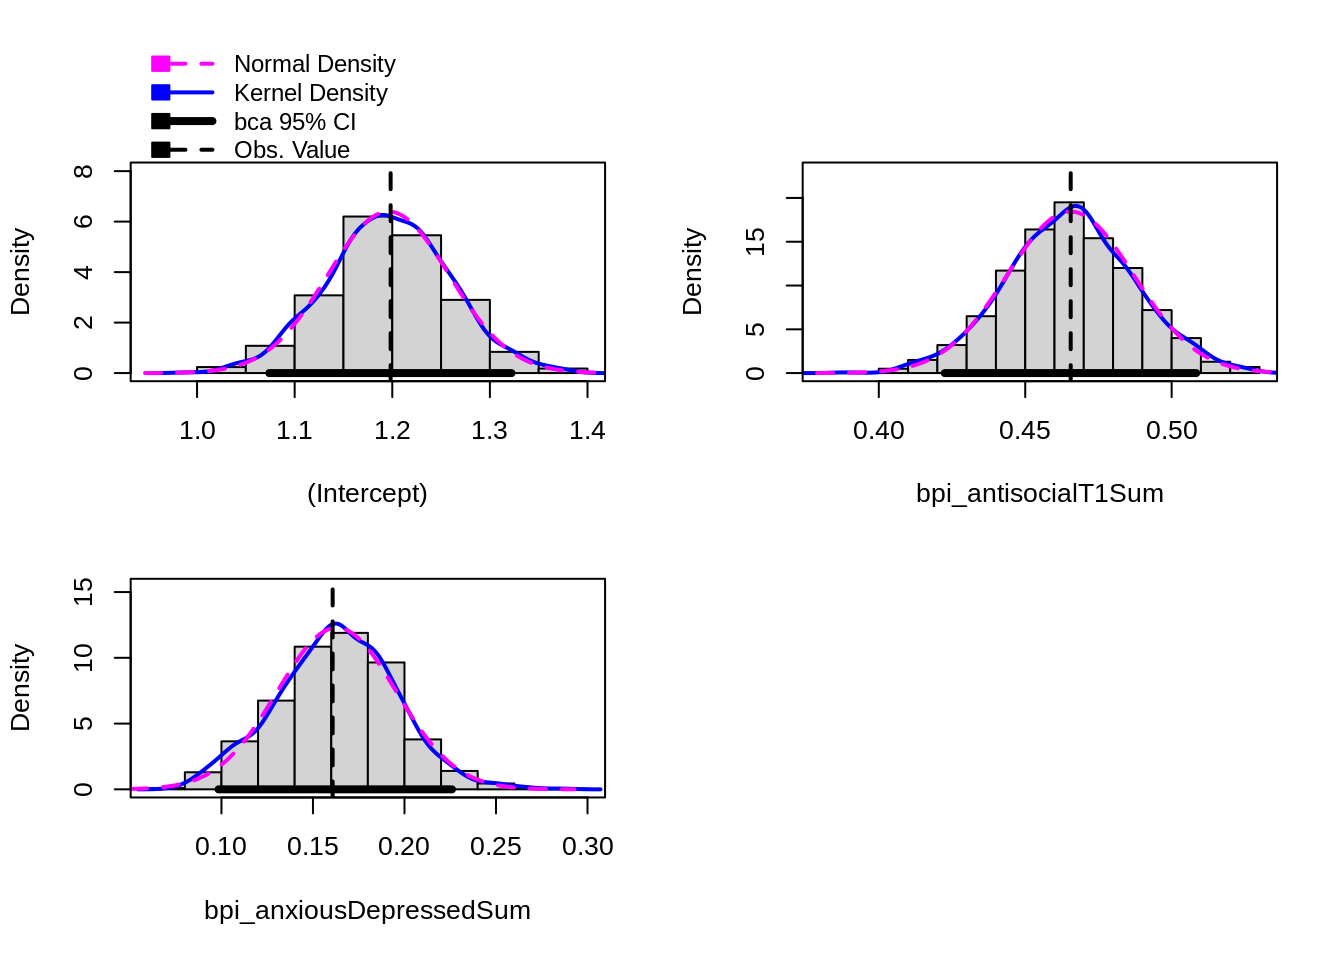 Normal Density
Kernel Density
bca 95% CI
Obs. Value
Density
0 2 4 6 8
1.0 1.1 1.2 1.3 1.4
(Intercept)
Density
0 5 15
0.40 0.45 0.50
bpi_antisocialT1Sum
Density
0 5 10 15
0.10 0.15 0.20 0.25 0.30
bpi_anxiousDepressedSum